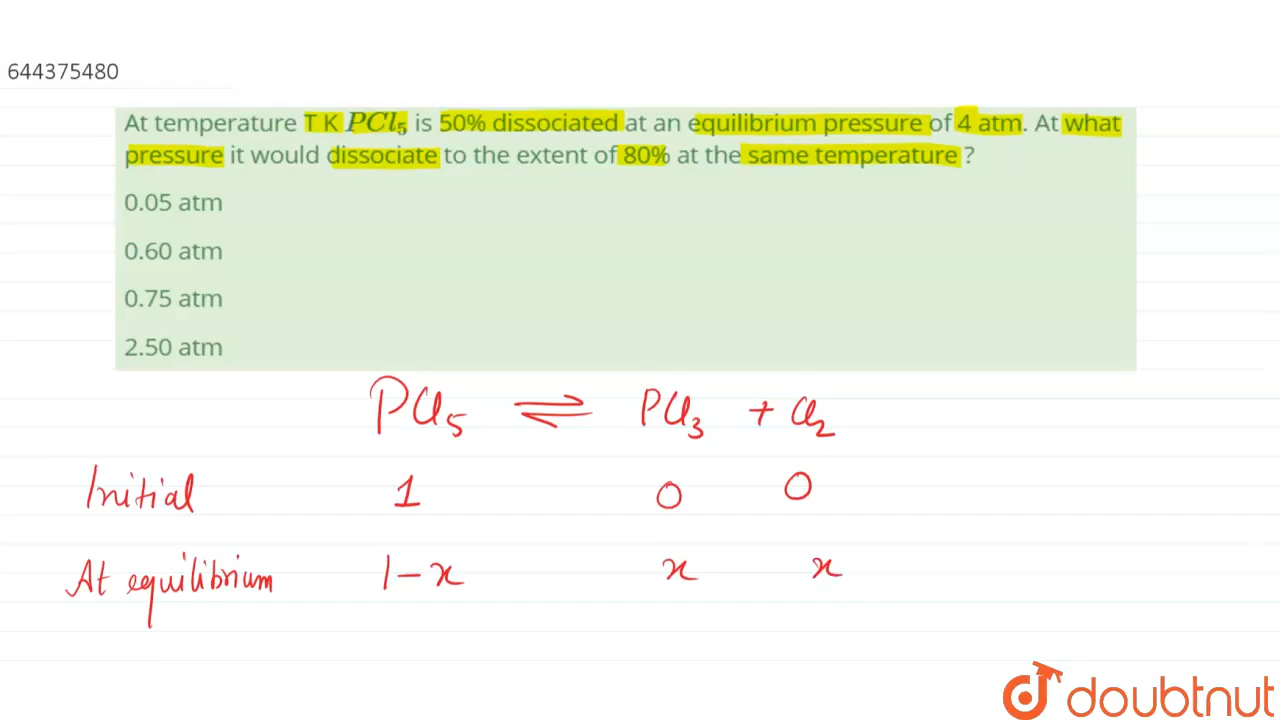 644375480
At temperature T K PCl₅ is 50% dissociated at an equilibrium pressure of 4 atm. At what
pressure it would dissociate to the extent of 80% at the same temperature ?
0.05 atm
0.60 atm
0.75 atm
2.50 atm
PCl₅ ⇌ PCl₃ + Cl₂
Initial 1 0 0
At equilibrium 1-x x x
doubtnut